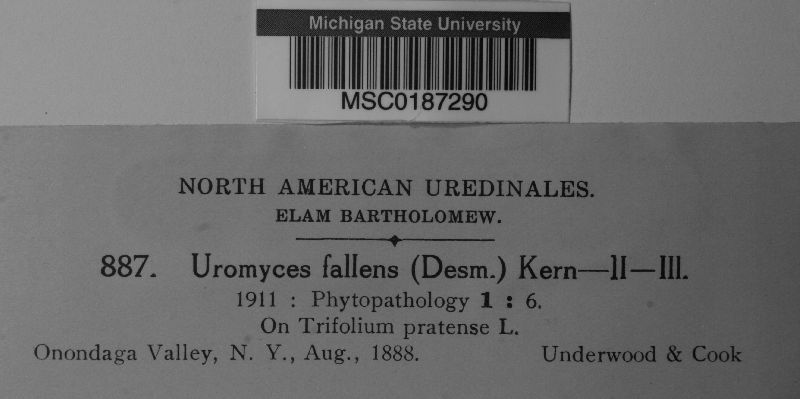 Michigan State University
MSC0187290
NORTH AMERICAN UREDINALES.
ELAM BARTHOLOMEW.
887. Uromyces fallens (Desm.) Kern—II—III.
1911 : Phytopathology 1 : 6.
On Trifolium pratense L.
Onondaga Valley, N. Y., Aug., 1888. Underwood & Cook